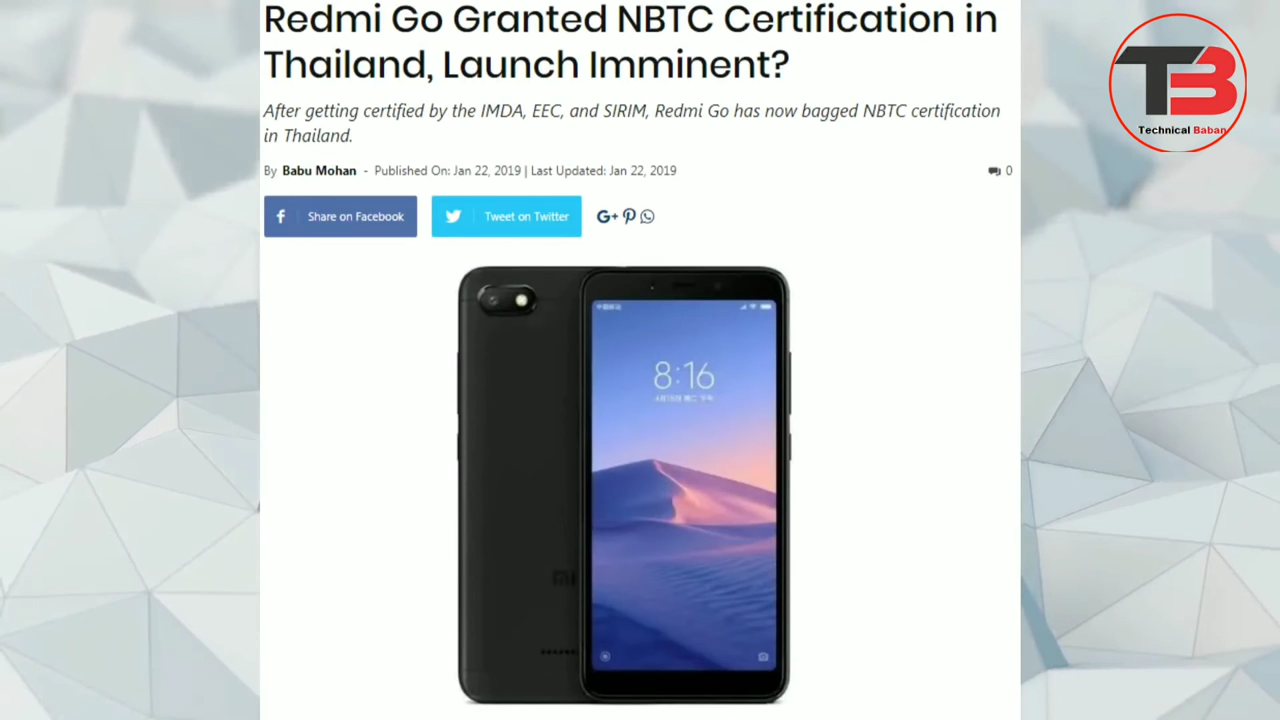 Redmi Go Granted NBTC Certification in
Thailand, Launch Imminent?
After getting certified by the IMDA, EEC, and SIRIM, Redmi Go has now bagged NBTC certification
in Thailand.
By Babu Mohan - Published On: Jan 22, 2019 | Last Updated: Jan 22, 2019 0
Share on Facebook Tweet on Twitter G+
TB
Technical Baban
8:16
MI